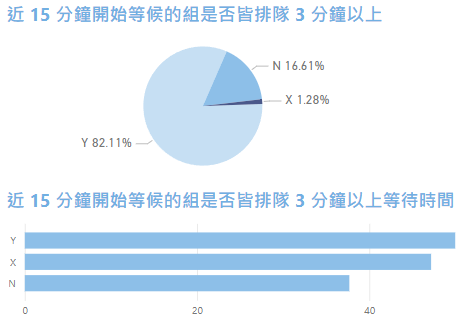 近 15 分鐘開始等候的組是否皆排隊 3 分鐘以上
N 16.61%
X 1.28%
Y 82.11%
近 15 分鐘開始等候的組是否皆排隊 3 分鐘以上等待時間
Y
X
N
0 20 40